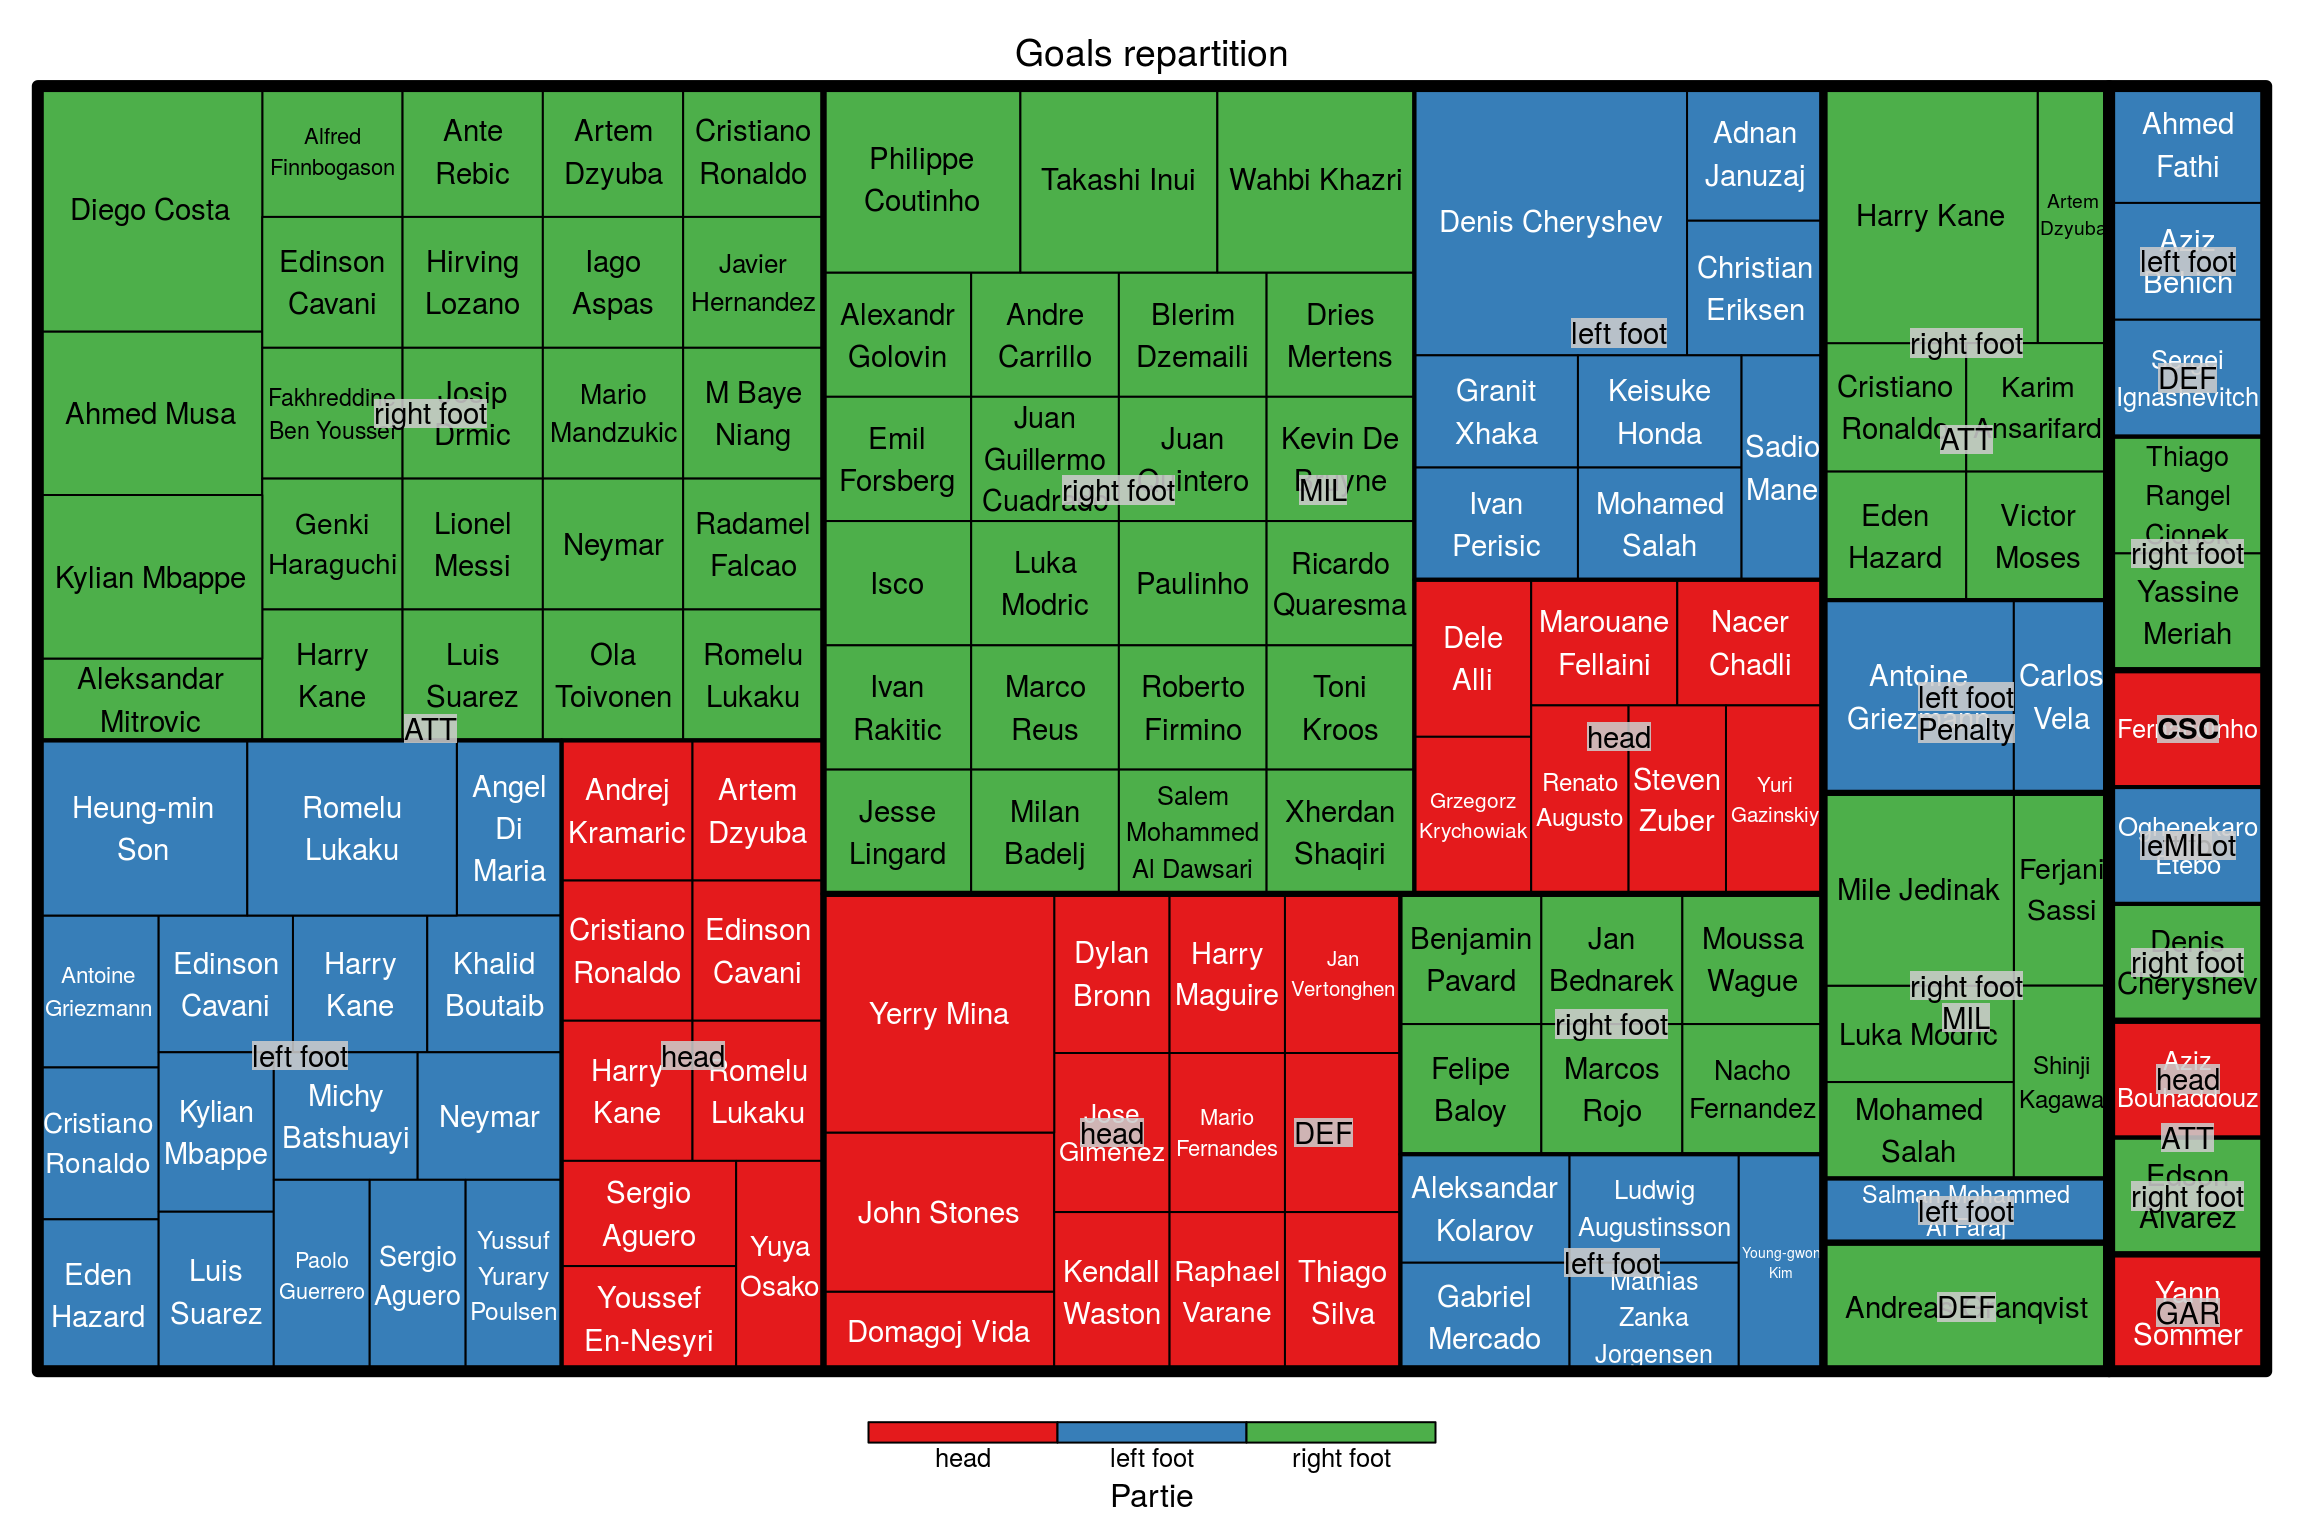 Goals repartition
Diego Costa
Alfred
Finnbogason
Ante
Rebic
Artem
Dzyuba
Cristiano
Ronaldo
Edinson
Cavani
Hirving
Lozano
Iago
Aspas
Javier
Hernandez
Ahmed Musa
Fakhreddine
Ben Youssef
Josip
Drmic
right foot
Mario
Mandzukic
M Baye
Niang
Kylian Mbappe
Genki
Haraguchi
Lionel
Messi
Neymar
Radamel
Falcao
Aleksandar
Mitrovic
Harry
Kane
Luis
Suarez
Ola
Toivonen
Romelu
Lukaku
ATT
Heung-min
Son
Romelu
Lukaku
Angel
Di
Maria
Antoine
Griezmann
Edinson
Cavani
Harry
Kane
Khalid
Boutaib
left foot
Cristiano
Ronaldo
Kylian
Mbappe
Michy
Batshuayi
Neymar
Eden
Hazard
Luis
Suarez
Paolo
Guerrero
Sergio
Aguero
Yussuf
Yurary
Poulsen
Andrej
Kramaric
Artem
Dzyuba
Cristiano
Ronaldo
Edinson
Cavani
head
Harry
Kane
Romelu
Lukaku
Sergio
Aguero
Yuya
Osako
Youssef
En-Nesyri
Philippe
Coutinho
Takashi Inui
Wahbi Khazri
Alexandr
Golovin
Andre
Carrillo
Blerim
Dzemaili
Dries
Mertens
Emil
Forsberg
Juan
Guillermo
Cuadrado
Juan
Quintero
Kevin De
Bruyne
right foot
MIL
Isco
Luka
Modric
Paulinho
Ricardo
Quaresma
Ivan
Rakitic
Marco
Reus
Roberto
Firmino
Toni
Kroos
Jesse
Lingard
Milan
Badelj
Salem
Mohammed
Al Dawsari
Xherdan
Shaqiri
Denis Cheryshev
Adnan
Januzaj
Christian
Eriksen
left foot
Granit
Xhaka
Keisuke
Honda
Sadio
Mane
Ivan
Perisic
Mohamed
Salah
Dele
Alli
Marouane
Fellaini
Nacer
Chadli
head
Grzegorz
Krychowiak
Renato
Augusto
Steven
Zuber
Yuri
Gazinskiy
Yerry Mina
Dylan
Bronn
Harry
Maguire
Jan
Vertonghen
Jose
Gimenez
head
Mario
Fernandes
DEF
John Stones
Kendall
Waston
Raphael
Varane
Thiago
Silva
Domagoj Vida
Benjamin
Pavard
Jan
Bednarek
Moussa
Wague
right foot
Felipe
Baloy
Marcos
Rojo
Nacho
Fernandez
Aleksandar
Kolarov
Ludwig
Augustinsson
Young-gwon
Kim
left foot
Gabriel
Mercado
Mathias
Zanka
Jorgensen
Harry Kane
Artem
Dzyuba
right foot
Cristiano
Ronaldo
Karim
Ansarifard
ATT
Eden
Hazard
Victor
Moses
Antoine
Griezmann
Carlos
Vela
left foot
Penalty
Mile Jedinak
Ferjani
Sassi
right foot
MIL
Luka Modric
Shinji
Kagawa
Mohamed
Salah
Salman Mohammed
Al Faraj
left foot
Andreas Granqvist
DEF
Ahmed
Fathi
Aziz
Behich
left foot
Sergei
Ignashevitch
DEF
Thiago
Rangel
Cionek
right foot
Yassine
Meriah
Fernandinho
CSC
Oghenekaro
Etebo
left foot
MIL
Denis
Cheryshev
right foot
Aziz
Bouhaddouz
head
ATT
Edson
Alvarez
right foot
Yann
Sommer
GAR
head
left foot
right foot
Partie